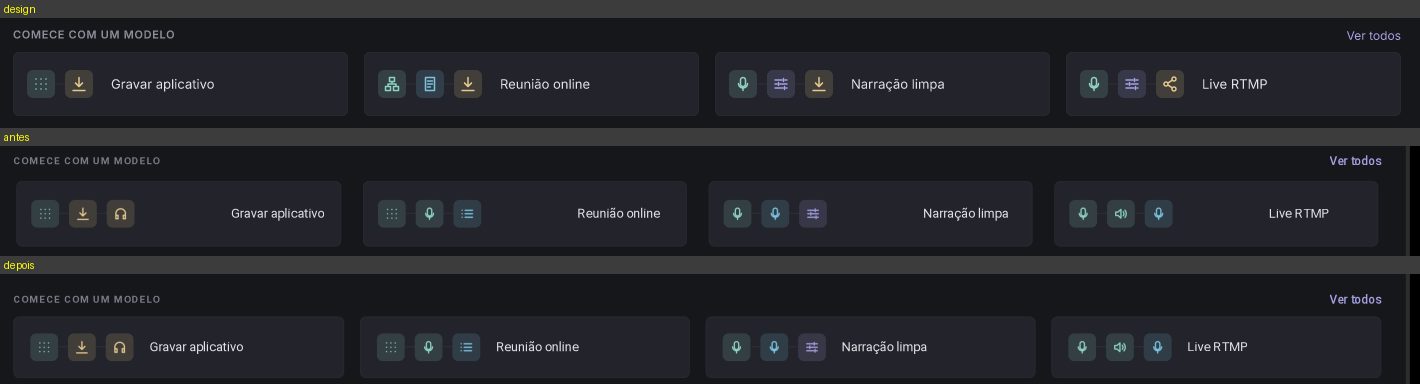 design
COMECE COM UM MODELO Ver todos
Gravar aplicativo Reunião online Narração limpa Live RTMP
antes
COMECE COM UM MODELO Ver todos
Gravar aplicativo Reunião online Narração limpa Live RTMP
depois
COMECE COM UM MODELO Ver todos
Gravar aplicativo Reunião online Narração limpa Live RTMP